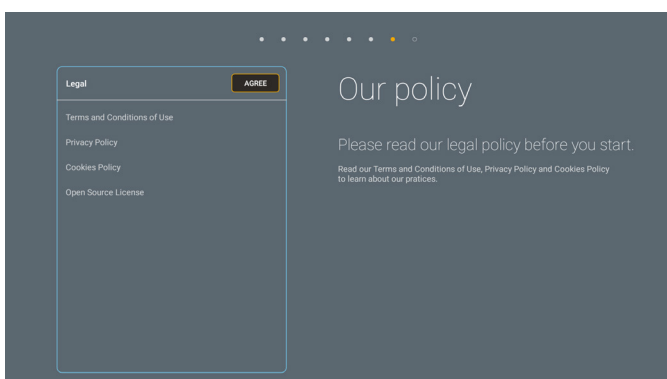 Legal
AGREE
Terms and Conditions of Use
Privacy Policy
Cookies Policy
Open Source License
Our policy
Please read our legal policy before you start.
Read our Terms and Conditions of Use, Privacy Policy and Cookies Policy
to learn about our pratices.